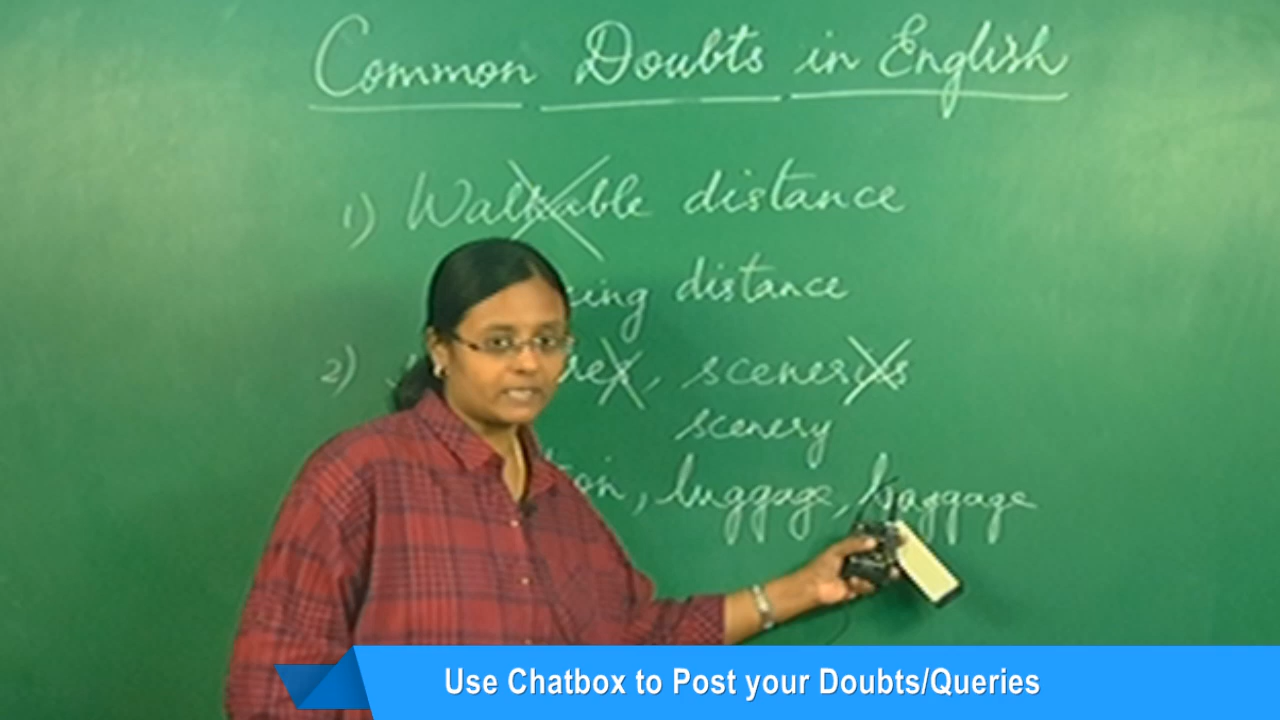 Common Doubts in English
1) Walkable distance
distance
2) , sceneries
scenery
, luggage, baggage
Use Chatbox to Post your Doubts/Queries